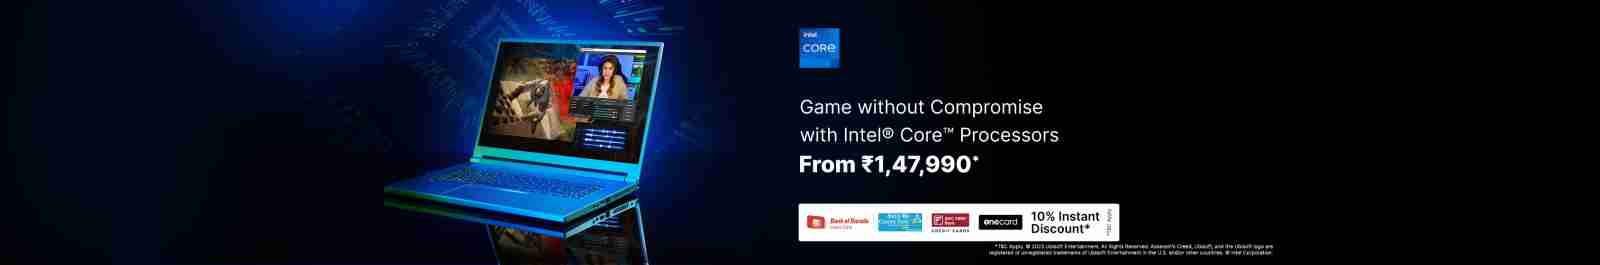 intel
CORE
Game without Compromise
with Intel® Core™ Processors
From ₹1,47,990*
Bank of Baroda
CREDIT CARDS
onecard
10% Instant
Discount*
*T&C Apply. © 2023 Ubisoft Entertainment. All Rights Reserved. Assassin's Creed, Ubisoft, and the Ubisoft logo are
registered or unregistered trademarks of Ubisoft Entertainment in the U.S. and/or other countries. © Intel Corporation.